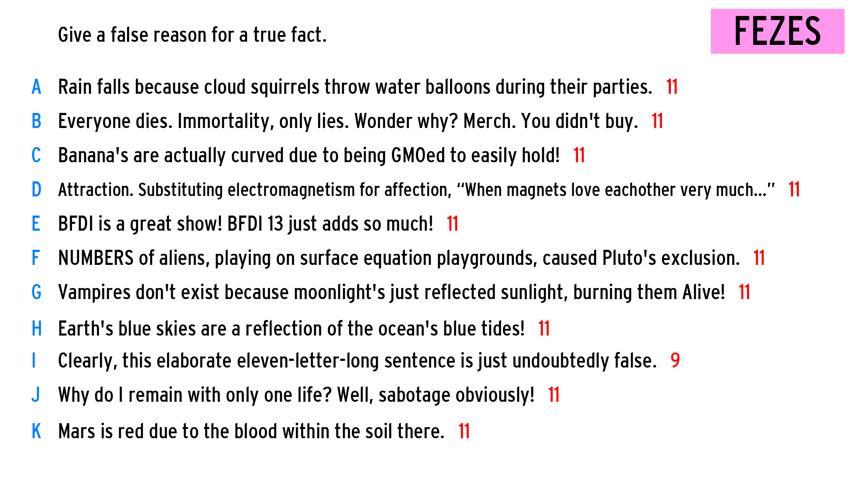 Give a false reason for a true fact.
FEZES
A Rain falls because cloud squirrels throw water balloons during their parties. 11
B Everyone dies. Immortality, only lies. Wonder why? Merch. You didn't buy. 11
C Banana's are actually curved due to being GMOed to easily hold! 11
D Attraction. Substituting electromagnetism for affection, “When magnets love eachother very much...” 11
E BFDI is a great show! BFDI 13 just adds so much! 11
F NUMBERS of aliens, playing on surface equation playgrounds, caused Pluto's exclusion. 11
G Vampires don't exist because moonlight's just reflected sunlight, burning them Alive! 11
H Earth's blue skies are a reflection of the ocean's blue tides! 11
I Clearly, this elaborate eleven-letter-long sentence is just undoubtedly false. 9
J Why do I remain with only one life? Well, sabotage obviously! 11
K Mars is red due to the blood within the soil there. 11